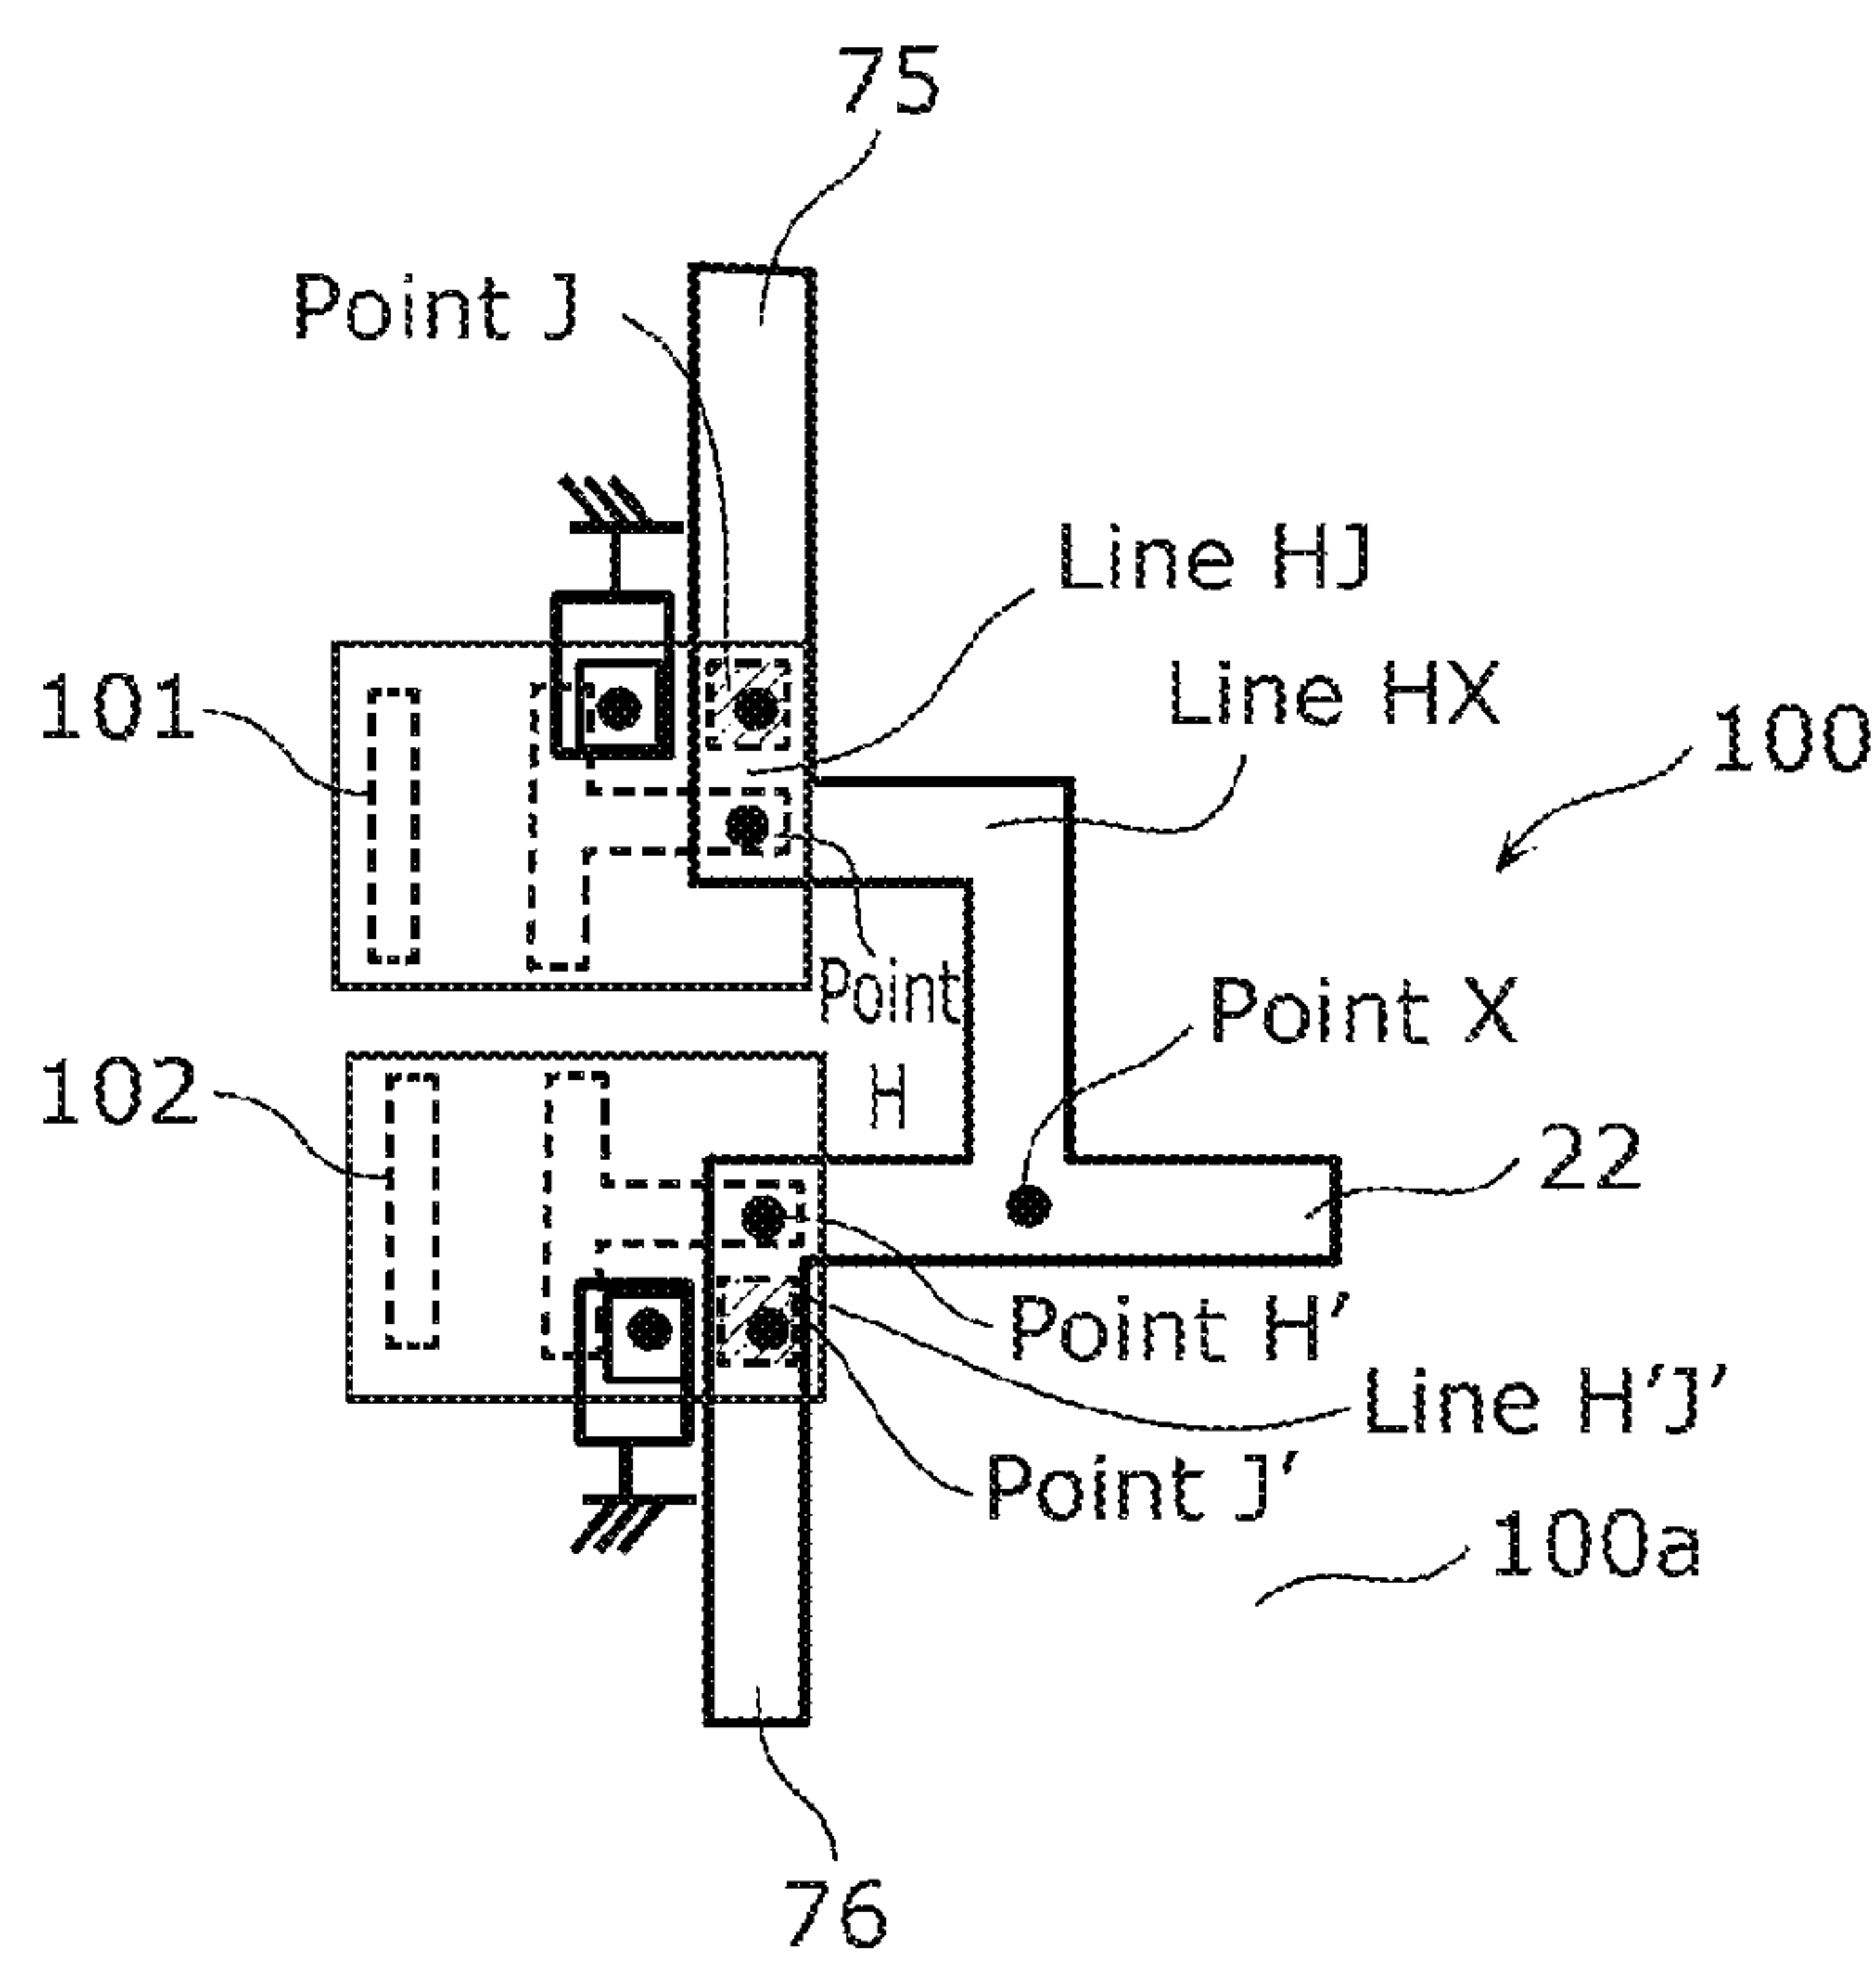 75
Point J
Line HJ
Line HX
101
100
Point
H
Point X
102
22
Point H'
Line H'J'
Point J'
100a
76